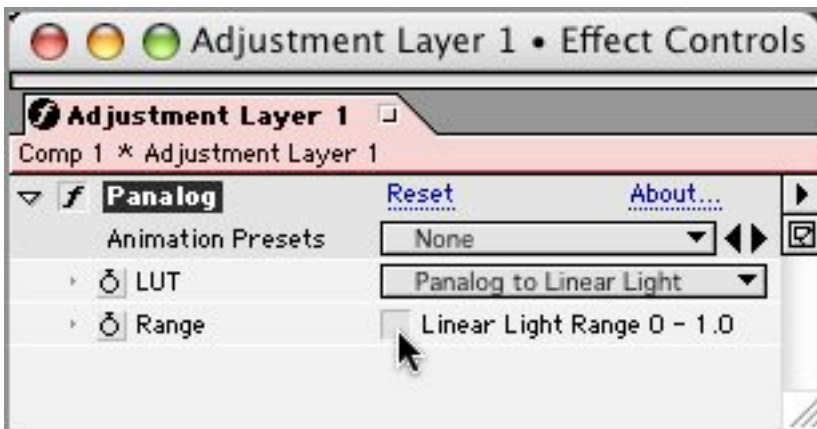 Adjustment Layer 1 • Effect Controls
Adjustment Layer 1
Comp 1 * Adjustment Layer 1
Panalog Reset About...
Animation Presets None
LUT Panalog to Linear Light
Range Linear Light Range 0 - 1.0